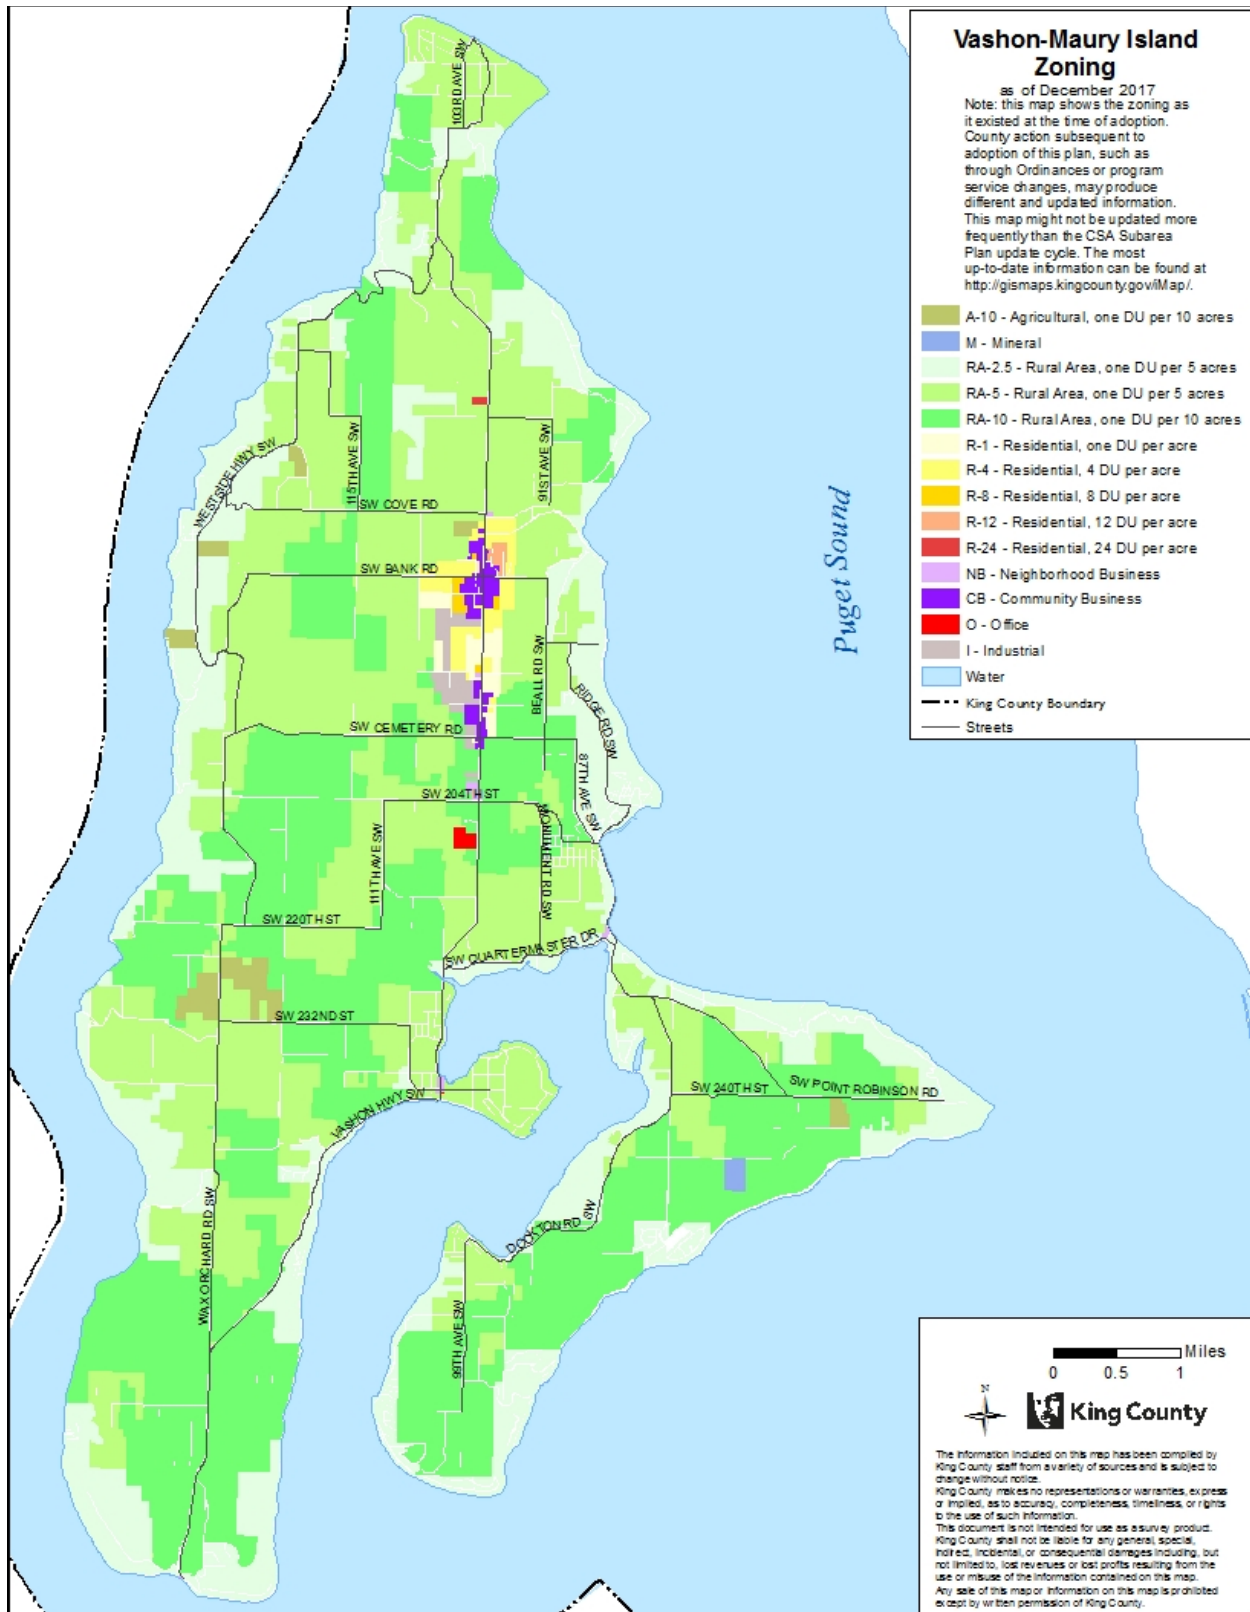 Vashon-Maury Island
Zoning
as of December 2017
Note: this map shows the zoning as
it existed at the time of adoption.
County action subsequent to
adoption of this plan, such as
through Ordinances or program
service changes, may produce
different and updated information.
This map might not be updated more
frequently than the CSA Subarea
Plan update cycle. The most
up-to-date information can be found at
http://gismaps.kingcounty.gov/iMap/.
A-10 - Agricultural, one DU per 10 acres
M - Mineral
RA-2.5 - Rural Area, one DU per 5 acres
RA-5 - Rural Area, one DU per 5 acres
RA-10 - Rural Area, one DU per 10 acres
R-1 - Residential, one DU per acre
R-4 - Residential, 4 DU per acre
R-8 - Residential, 8 DU per acre
R-12 - Residential, 12 DU per acre
R-24 - Residential, 24 DU per acre
NB - Neighborhood Business
CB - Community Business
O - Office
I - Industrial
Water
King County Boundary
Streets
103RD AVE SW
WESTSIDE HWY SW
115TH AVE SW
91ST AVE SW
SW COVE RD
SW BANK RD
Puget Sound
BEALL RD SW
RIDGE RD SW
SW CEMETERY RD
87TH AVE SW
SW 204TH ST
111TH AVE SW
MONUMENT RD SW
SW 220TH ST
SW QUARTERMASTER DR
SW 232ND ST
VASHON HWY SW
SW 240TH ST
SW POINT ROBINSON RD
WAX ORCHARD RD SW
DOCKTON RD SW
99TH AVE SW
Miles
0 0.5 1
N
King County
The information included on this map has been compiled by
King County staff from a variety of sources and is subject to
change without notice.
King County makes no representations or warranties, express
or implied, as to accuracy, completeness, timeliness, or rights
to the use of such information.
This document is not intended for use as a survey product.
King County shall not be liable for any general, special,
indirect, incidental, or consequential damages including, but
not limited to, lost revenues or lost profits resulting from the
use or misuse of the information contained on this map.
Any sale of this map or information on this map is prohibited
except by written permission of King County.